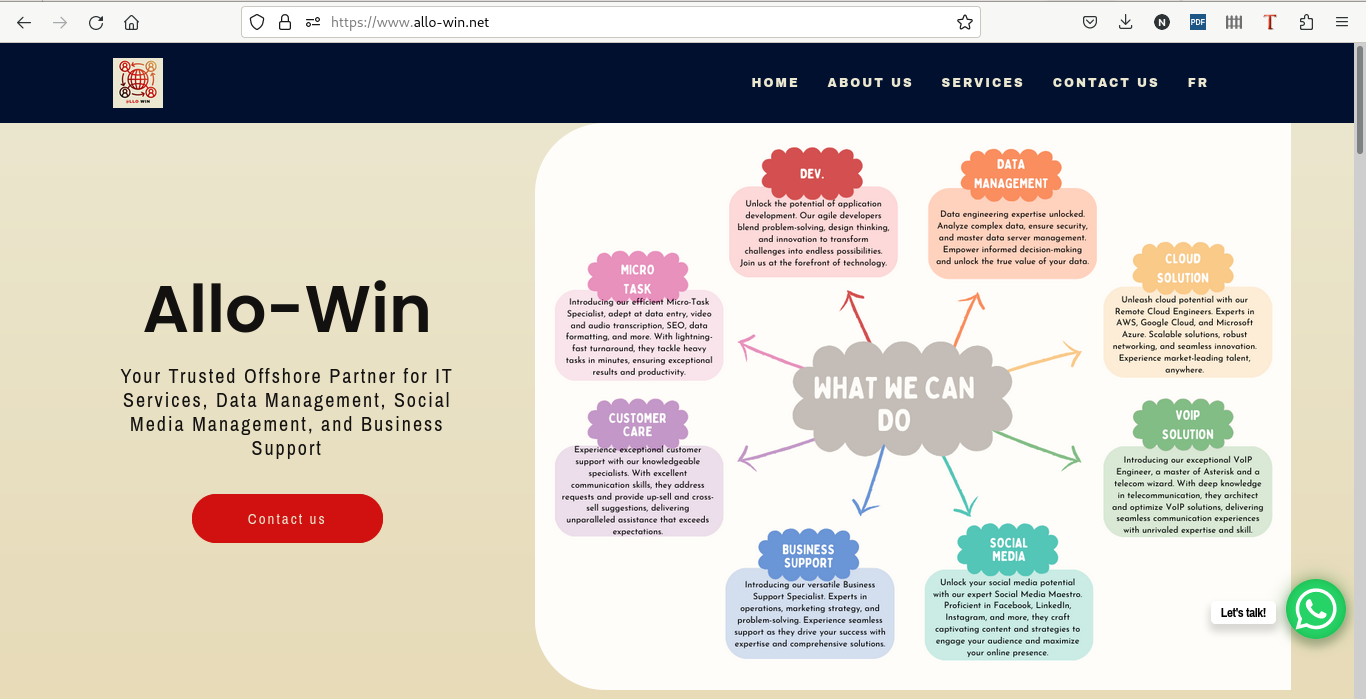 https://www.allo-win.net
N
PDF
T
ALLO WIN
HOME
ABOUT US
SERVICES
CONTACT US
FR
Allo-Win
Your Trusted Offshore Partner for IT
Services, Data Management, Social
Media Management, and Business
Support
Contact us
DEV.
Unlock the potential of application
development. Our agile developers
blend problem-solving, design thinking,
and innovation to transform
challenges into endless possibilities.
Join us at the forefront of technology.
DATA
MANAGEMENT
Data engineering expertise unlocked.
Analyze complex data, ensure security,
and master data server management.
Empower informed decision-making
and unlock the true value of your data.
MICRO
TASK
Introducing our efficient Micro-Task
Specialist, adept at data entry, video
and audio transcription, SEO, data
formatting, and more. With lightning-
fast turnaround, they tackle heavy
tasks in minutes, ensuring exceptional
results and productivity.
CLOUD
SOLUTION
Unleash cloud potential with our
Remote Cloud Engineers. Experts in
AWS, Google Cloud, and Microsoft
Azure. Scalable solutions, robust
networking, and seamless innovation.
Experience market-leading talent,
anywhere.
WHAT WE CAN
DO
CUSTOMER
CARE
Experience exceptional customer
support with our knowledgeable
specialists. With excellent
communication skills, they address
requests and provide up-sell and cross-
sell suggestions, delivering
unparalleled assistance that exceeds
expectations.
VOIP
SOLUTION
Introducing our exceptional VoIP
Engineer, a master of Asterisk and a
telecom wizard. With deep knowledge
in telecommunication, they architect
and optimize VoIP solutions, delivering
seamless communication experiences
with unrivaled expertise and skill.
BUSINESS
SUPPORT
Introducing our versatile Business
Support Specialist. Experts in
operations, marketing strategy, and
problem-solving. Experience seamless
support as they drive your success with
expertise and comprehensive solutions.
SOCIAL
MEDIA
Unlock your social media potential
with our expert Social Media Maestro.
Proficient in Facebook, LinkedIn,
Instagram, and more, they craft
captivating content and strategies to
engage your audience and maximize
your online presence.
Let's talk!